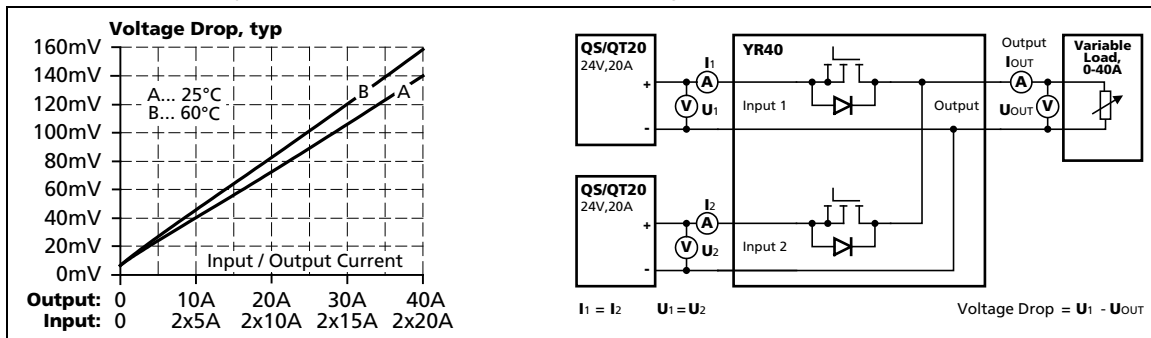 Voltage Drop, typ
160mV
140mV
120mV
100mV
80mV
60mV
40mV
20mV
0mV
A... 25°C
B... 60°C
B
A
Input / Output Current
Output: 0 10A 20A 30A 40A
Input: 0 2x5A 2x10A 2x15A 2x20A
QS/QT20
24V,20A
+
-
V
U1
I1
A
YR40
Input 1
Output
Output
IOUT
A
UOUT
V
Variable
Load,
0-40A
QS/QT20
24V,20A
+
-
V
U2
I2
A
Input 2
I1 = I2 U1=U2
Voltage Drop = U1 - UOUT